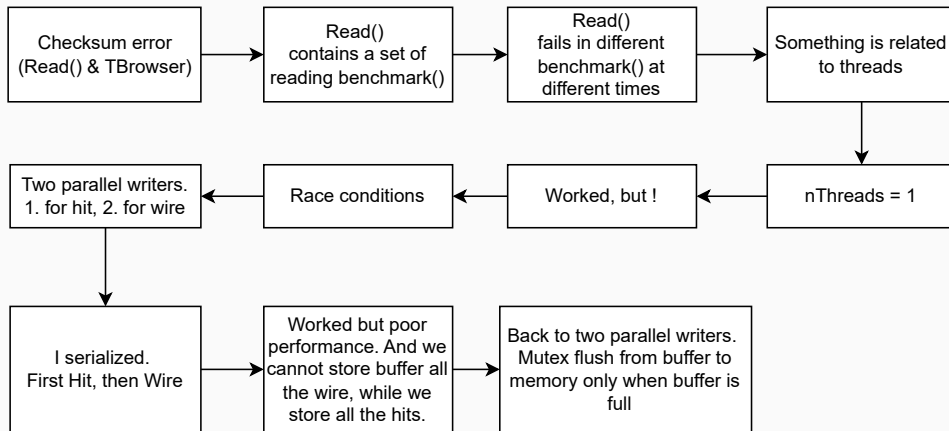 Checksum error
(Read() & TBrowser)
Read()
contains a set of
reading benchmark()
Read()
fails in different
benchmark() at
different times
Something is related
to threads
nThreads = 1
Worked, but !
Race conditions
Two parallel writers.
1. for hit, 2. for wire
I serialized.
First Hit, then Wire
Worked but poor
performance. And we
cannot store buffer all
the wire, while we
store all the hits.
Back to two parallel writers.
Mutex flush from buffer to
memory only when buffer is
full